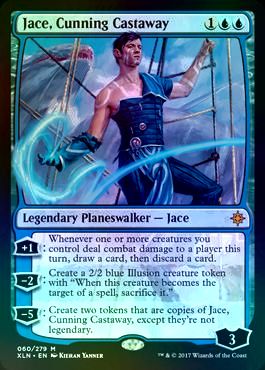 Jace, Cunning Castaway 1
Legendary Planeswalker — Jace
+1: Whenever one or more creatures you
control deal combat damage to a player this
turn, draw a card, then discard a card.
−2: Create a 2/2 blue Illusion creature token
with “When this creature becomes the
target of a spell, sacrifice it.”
−5: Create two tokens that are copies of Jace,
Cunning Castaway, except they’re not
legendary.
3
060/279 M
XLN • EN Kieran Yanner ™ & © 2017 Wizards of the Coast